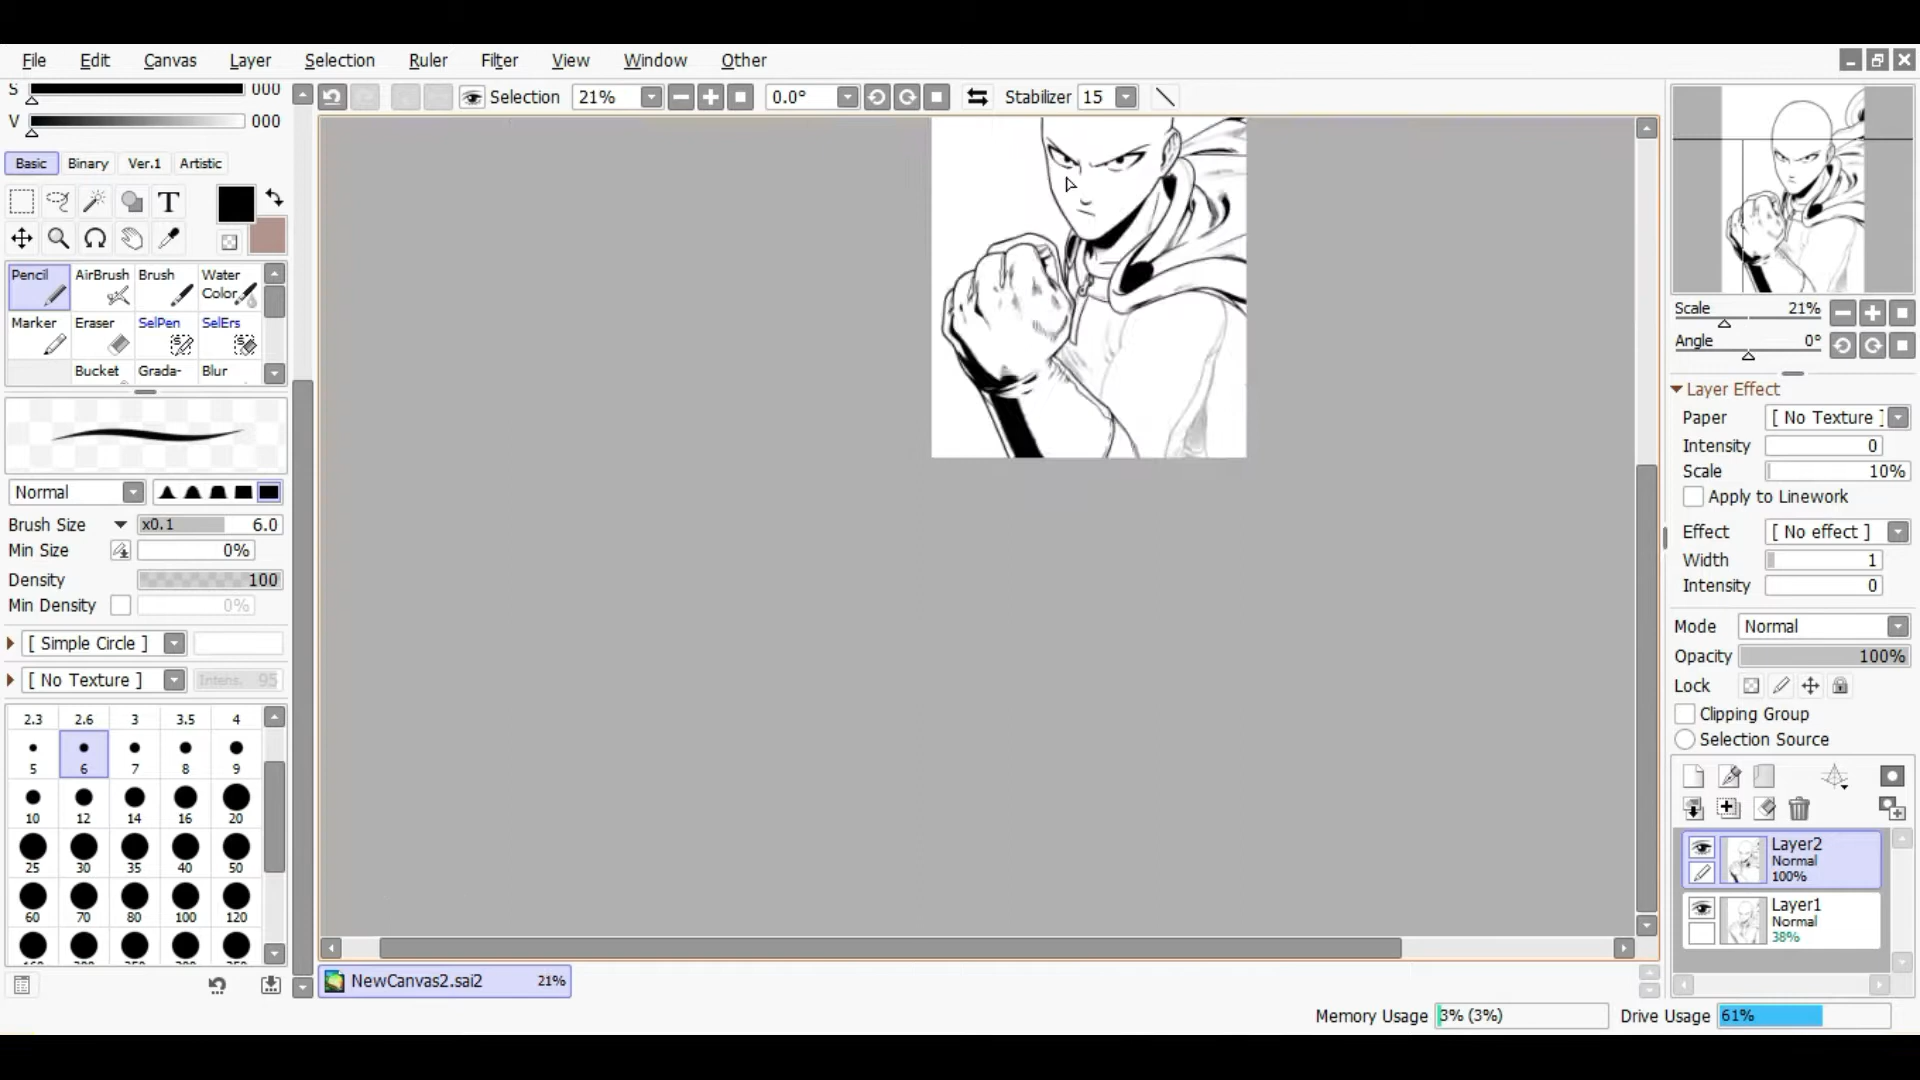 File Edit Canvas Layer Selection Ruler Filter View Window Other
S 000
Selection 21% 0.0° Stabilizer 15
V 000
Basic Binary Ver.1 Artistic
T
Pencil AirBrush Brush Water Color
Marker Eraser SelPen SelErs
Bucket Grada- Blur
Normal
Brush Size x0.1 6.0
Min Size 0%
Density 100
Min Density 0%
[ Simple Circle ]
[ No Texture ] Intens. 95
2.3 2.6 3 3.5 4
5 6 7 8 9
10 12 14 16 20
25 30 35 40 50
60 70 80 100 120
NewCanvas2.sai2 21%
Scale 21%
Angle 0°
Layer Effect
Paper [ No Texture ]
Intensity 0
Scale 10%
Apply to Linework
Effect [ No effect ]
Width 1
Intensity 0
Mode Normal
Opacity 100%
Lock
Clipping Group
Selection Source
Layer2
Normal
100%
Layer1
Normal
38%
Memory Usage 3% (3%) Drive Usage 61%